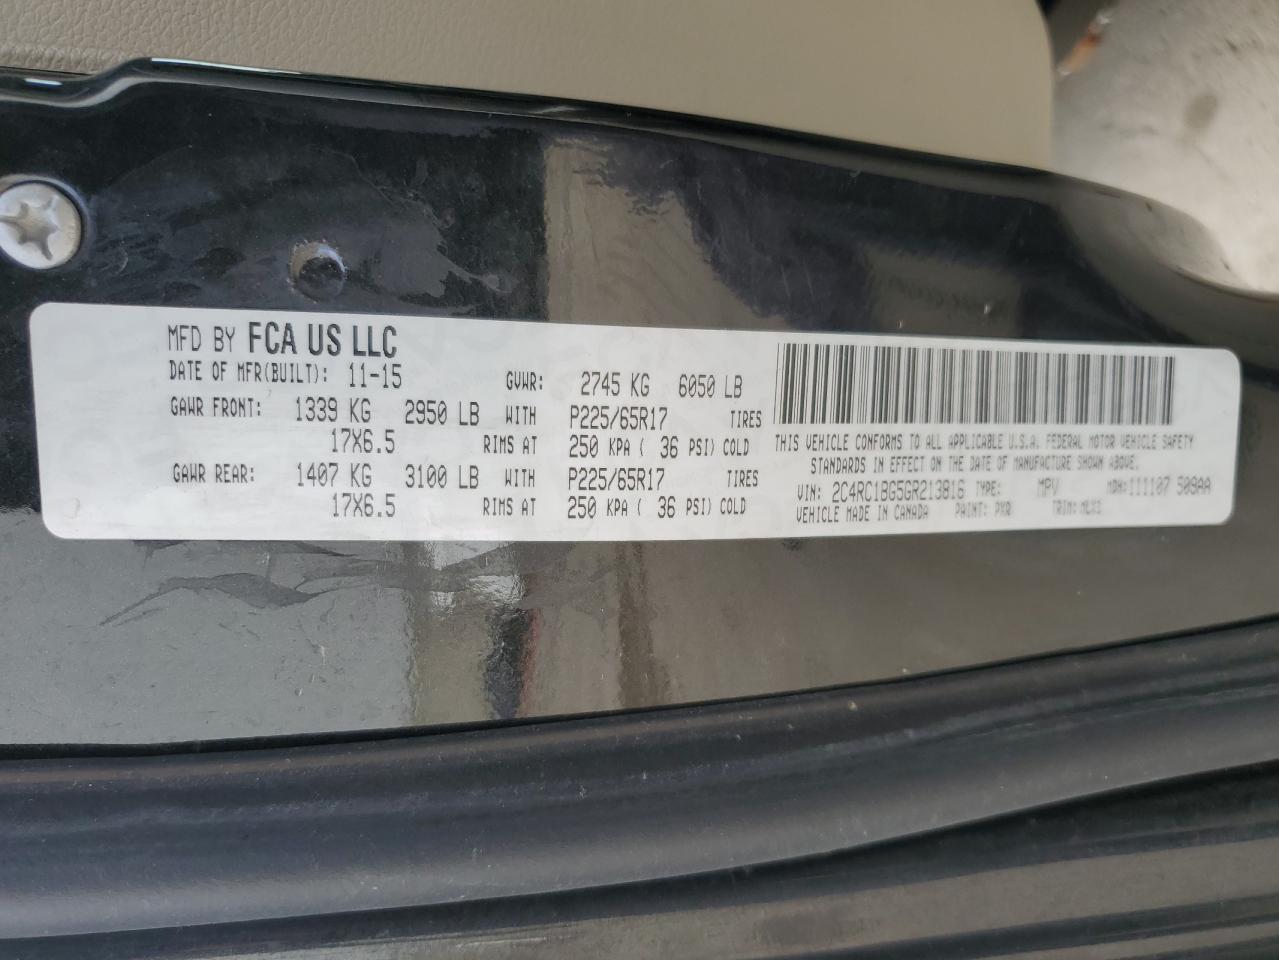 MFD BY FCA US LLC
DATE OF MFR(BUILT): 11-15 GVWR: 2745 KG 6050 LB
GAWR FRONT: 1339 KG 2950 LB WITH P225/65R17 TIRES
17X6.5 RIMS AT 250 KPA ( 36 PSI) COLD
GAWR REAR: 1407 KG 3100 LB WITH P225/65R17 TIRES
17X6.5 RIMS AT 250 KPA ( 36 PSI) COLD
THIS VEHICLE CONFORMS TO ALL APPLICABLE U.S.A. FEDERAL MOTOR VEHICLE SAFETY
STANDARDS IN EFFECT ON THE DATE OF MANUFACTURE SHOWN ABOVE.
VIN: 2C4RC1BG5GR213816 TYPE: MPV MDH: 111107 509AA
VEHICLE MADE IN CANADA PAINT: PXR TRIM: